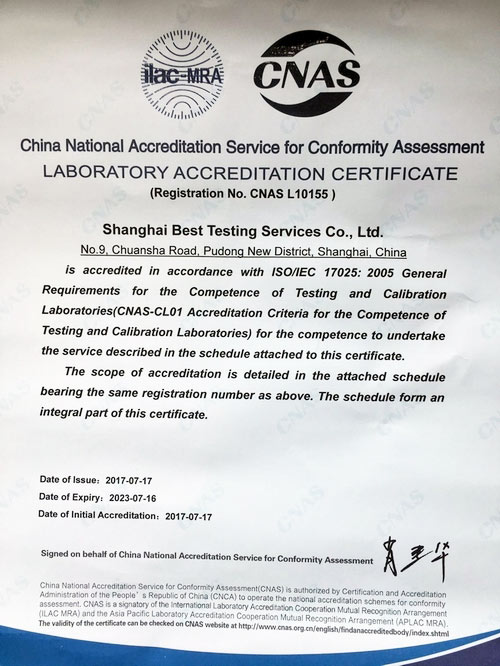 ilac-MRA
CNAS
China National Accreditation Service for Conformity Assessment
LABORATORY ACCREDITATION CERTIFICATE
(Registration No. CNAS L10155 )
Shanghai Best Testing Services Co., Ltd.
No.9, Chuansha Road, Pudong New District, Shanghai, China
is accredited in accordance with ISO/IEC 17025: 2005 General
Requirements for the Competence of Testing and Calibration
Laboratories(CNAS-CL01 Accreditation Criteria for the Competence of
Testing and Calibration Laboratories) for the competence to undertake
the service described in the schedule attached to this certificate.
The scope of accreditation is detailed in the attached schedule
bearing the same registration number as above. The schedule form an
integral part of this certificate.
Date of Issue: 2017-07-17
Date of Expiry: 2023-07-16
Date of Initial Accreditation: 2017-07-17
Signed on behalf of China National Accreditation Service for Conformity Assessment
China National Accreditation Service for Conformity Assessment(CNAS) is authorized by Certification and Accreditation
Administration of the People's Republic of China (CNCA) to operate the national accreditation schemes for conformity
assessment. CNAS is a signatory of the International Laboratory Accreditation Cooperation Mutual Recognition Arrangement
(ILAC MRA) and the Asia Pacific Laboratory Accreditation Cooperation Mutual Recognition Arrangement (APLAC MRA).
The validity of the certificate can be checked on CNAS website at http://www.cnas.org.cn/english/findanaccreditedbody/index.shtml